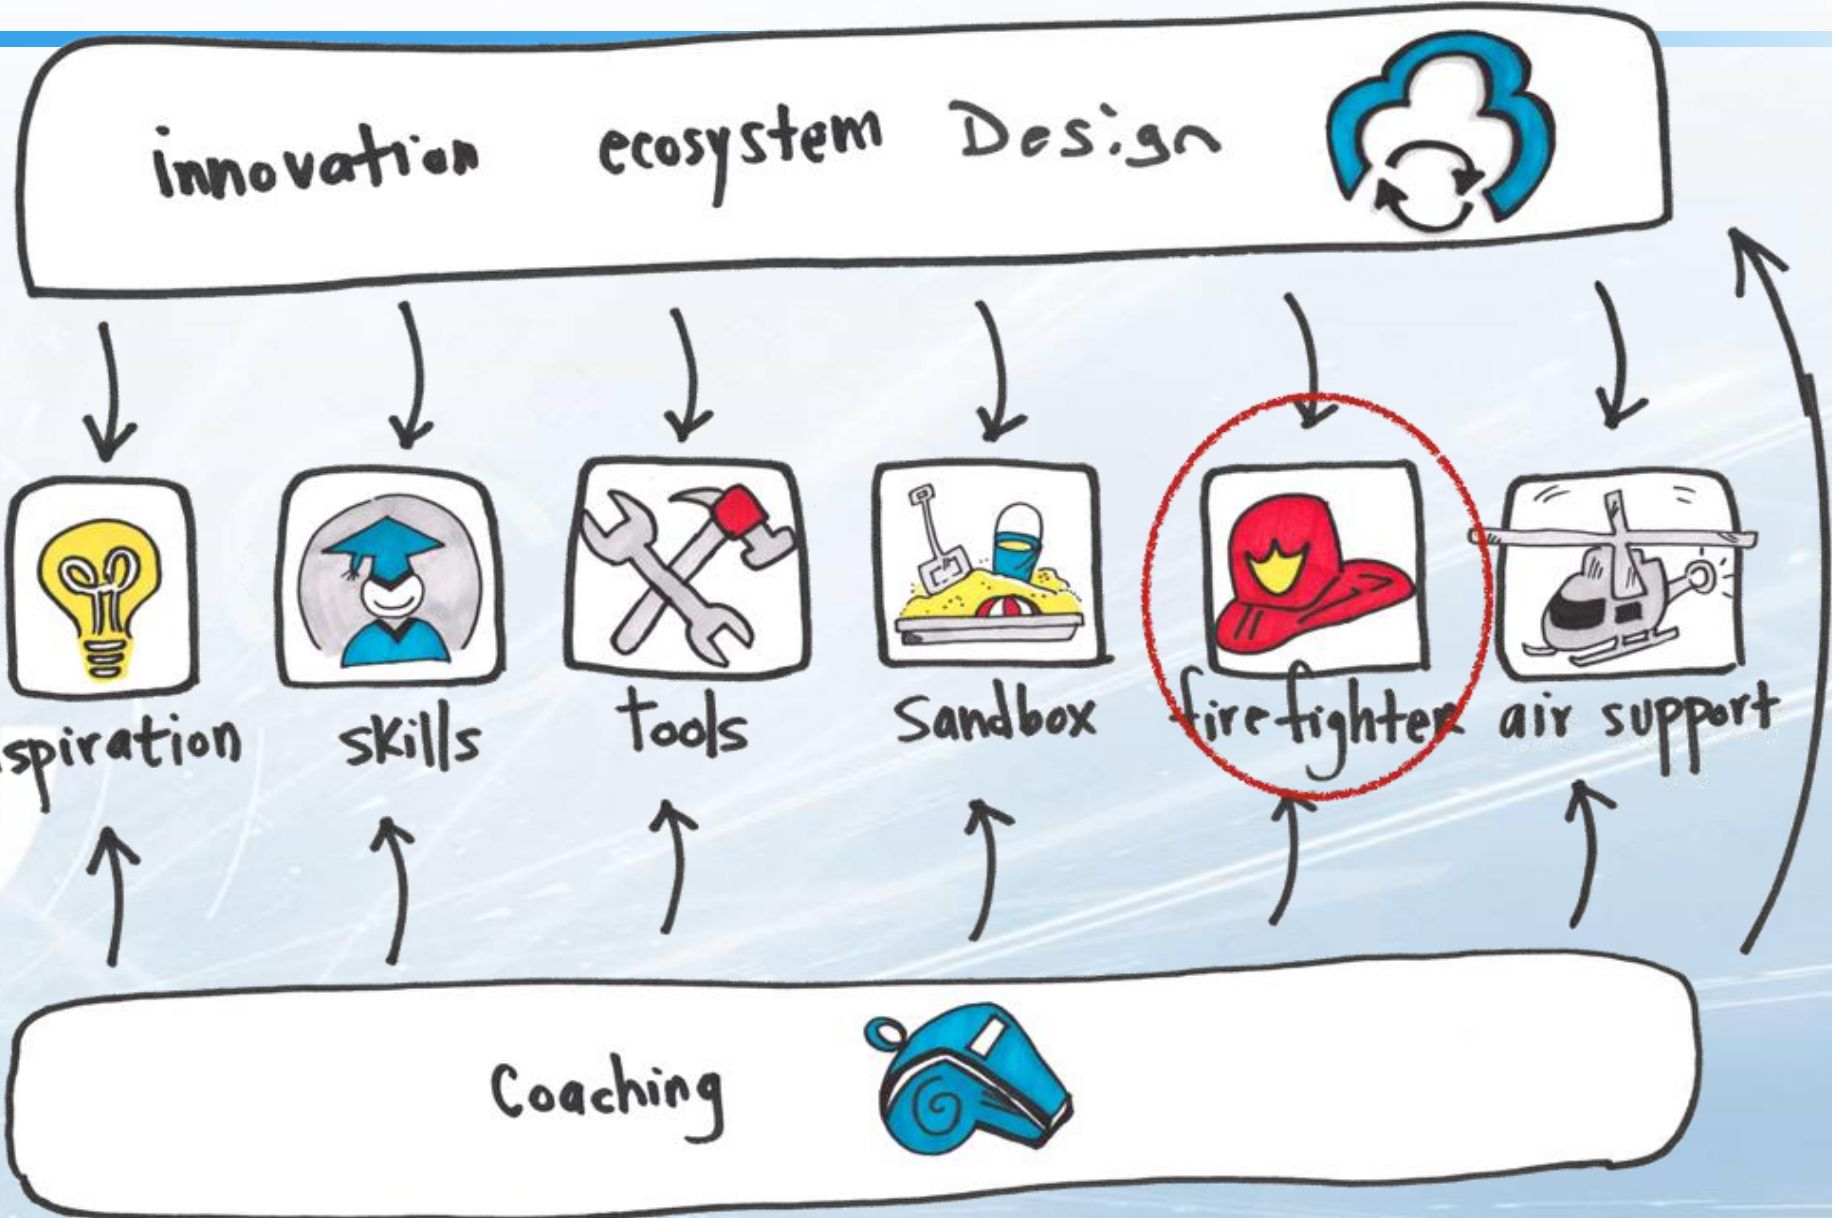 innovation ecosystem Design
spiration
skills
tools
Sandbox
firefighter
air support
Coaching